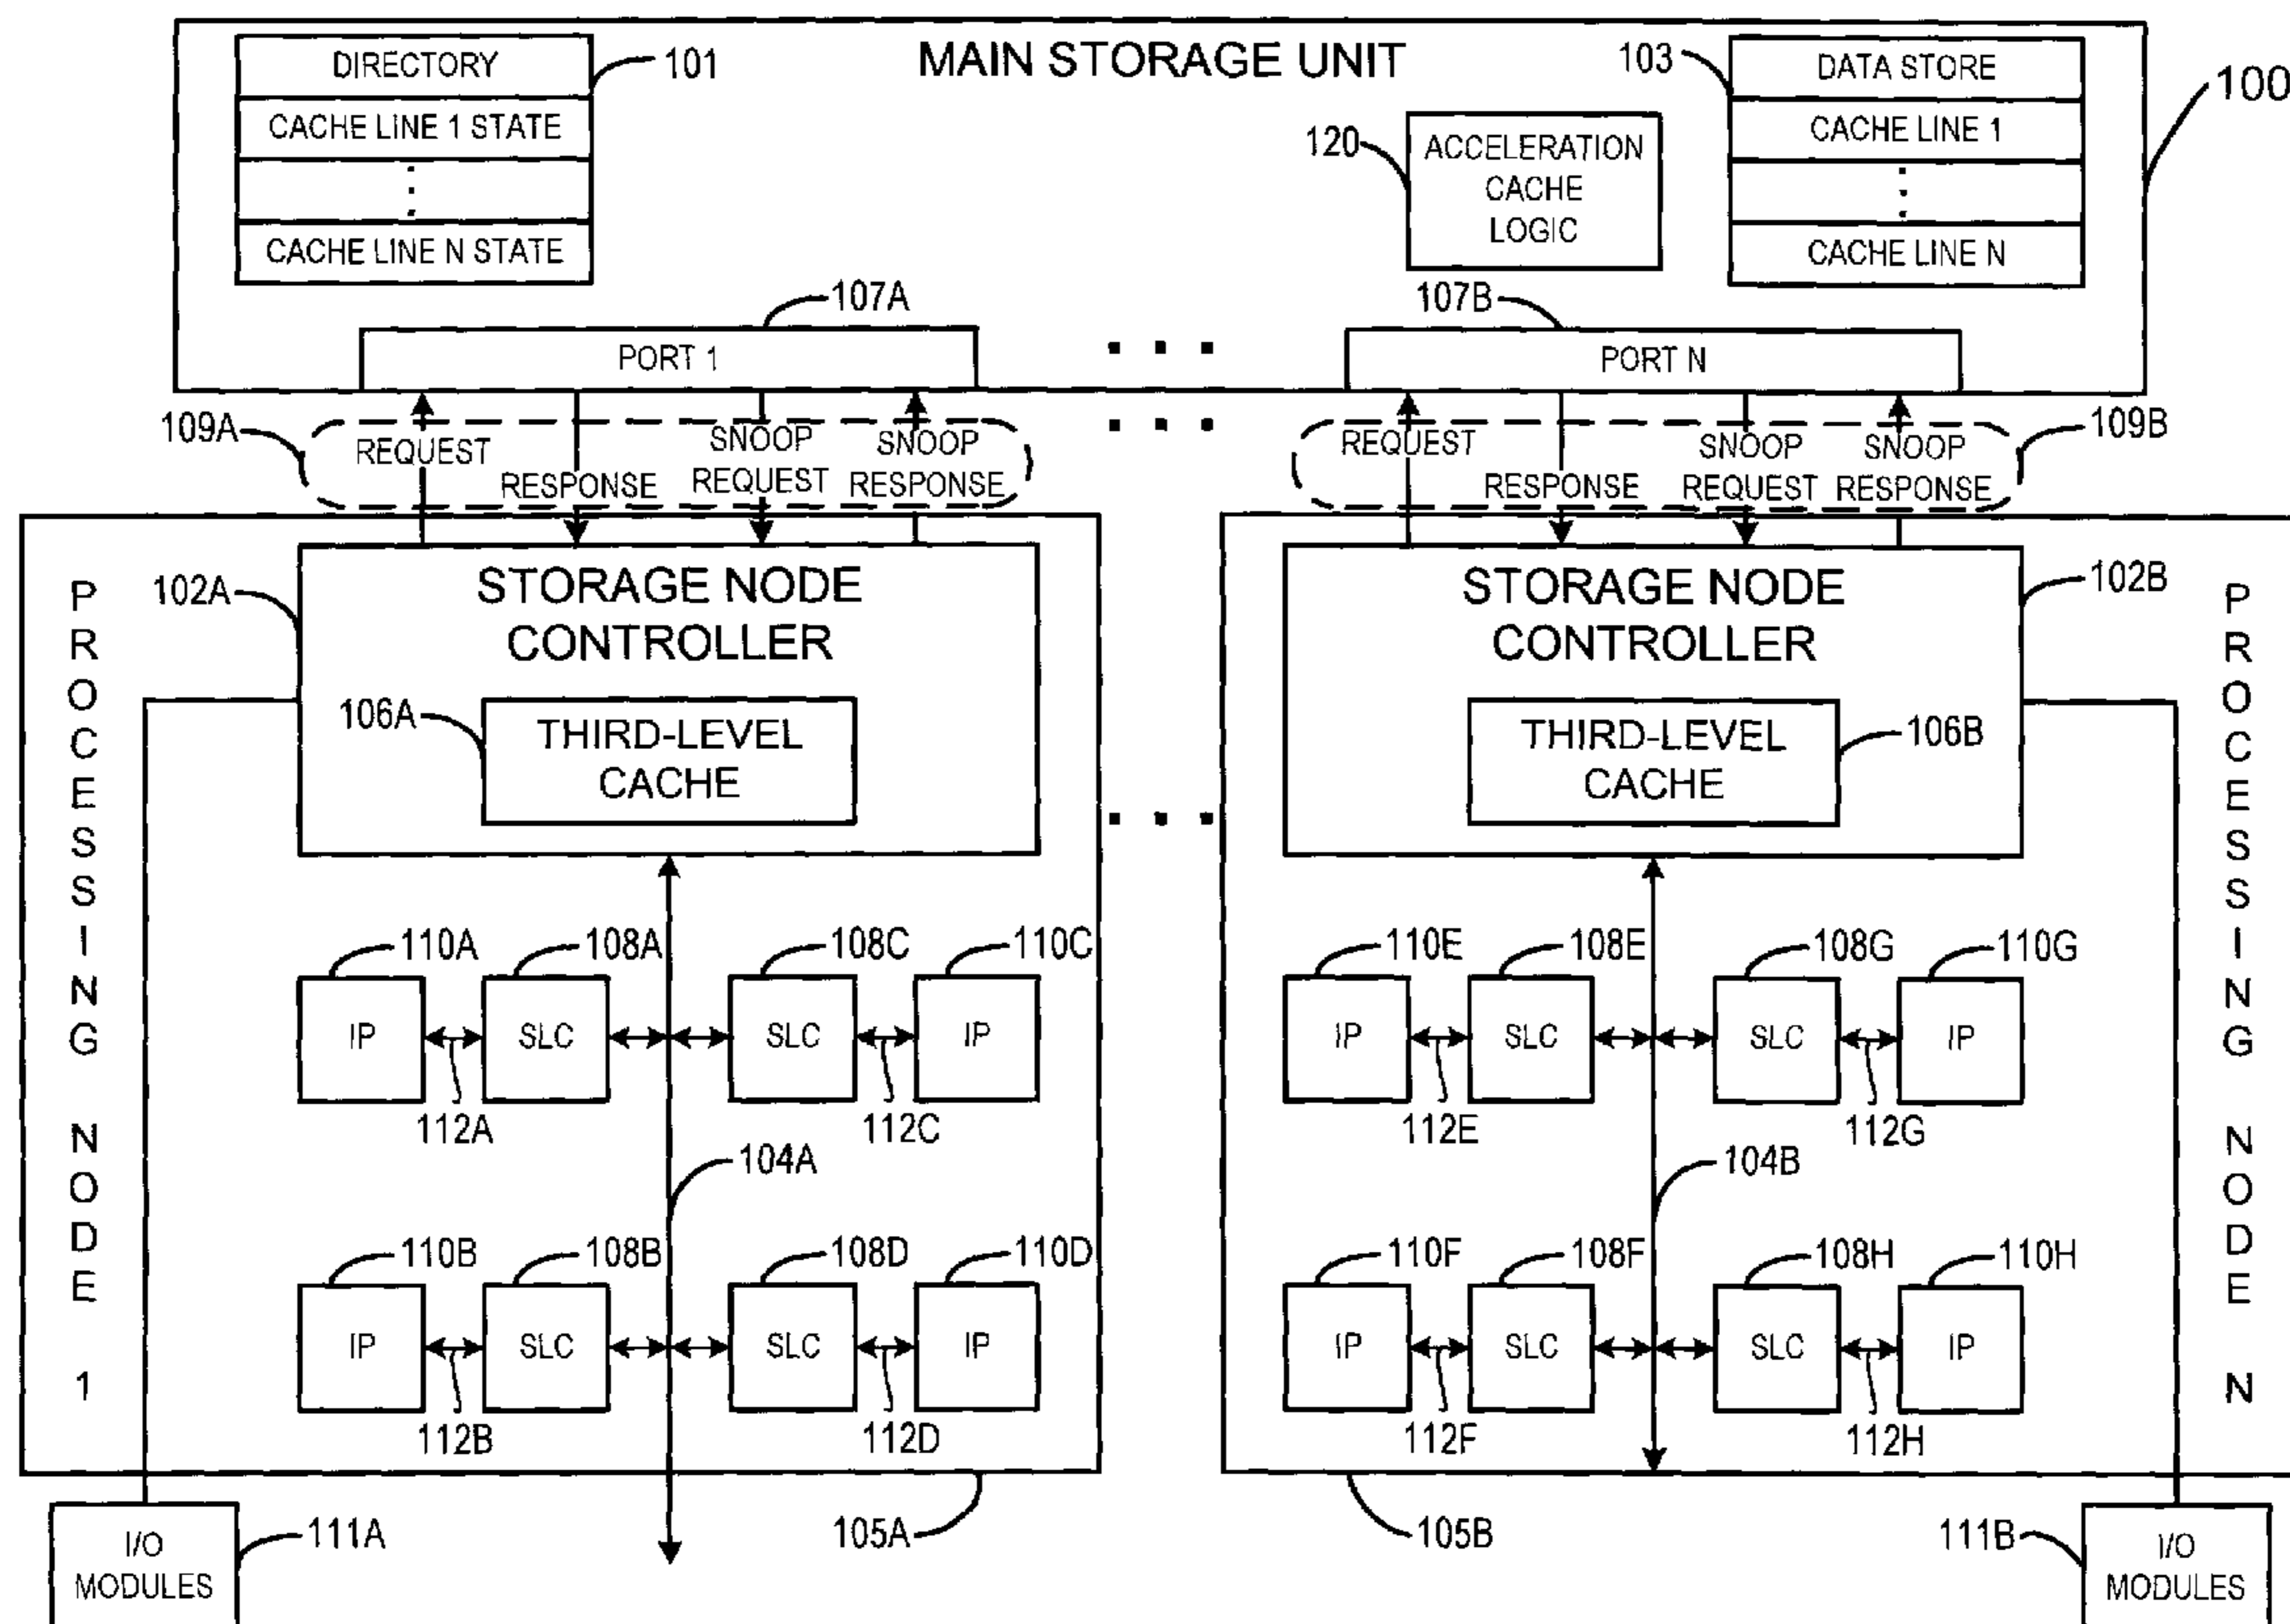 MAIN STORAGE UNIT
100
DIRECTORY
101
CACHE LINE 1 STATE
CACHE LINE N STATE
120
ACCELERATION
CACHE
LOGIC
103
DATA STORE
CACHE LINE 1
CACHE LINE N
107A
PORT 1
107B
PORT N
109A
REQUEST
RESPONSE
SNOOP
REQUEST
SNOOP
RESPONSE
109B
REQUEST
RESPONSE
SNOOP
REQUEST
SNOOP
RESPONSE
PROCESSING NODE 1
102A
STORAGE NODE
CONTROLLER
106A
THIRD-LEVEL
CACHE
110A
108A
108C
110C
IP
SLC
SLC
IP
112A
112C
104A
110B
108B
108D
110D
IP
SLC
SLC
IP
112B
112D
105A
111A
I/O
MODULES
PROCESSING NODE N
102B
STORAGE NODE
CONTROLLER
106B
THIRD-LEVEL
CACHE
110E
108E
108G
110G
IP
SLC
SLC
IP
112E
112G
104B
110F
108F
108H
110H
IP
SLC
SLC
IP
112F
112H
105B
111B
I/O
MODULES